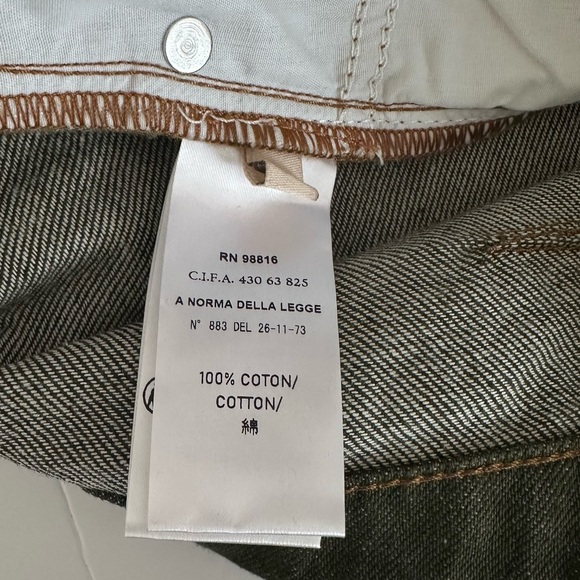 RN 98816
C.I.F.A. 430 63 825
A NORMA DELLA LEGGE
N° 883 DEL 26-11-73
100% COTON/
COTTON/
綿